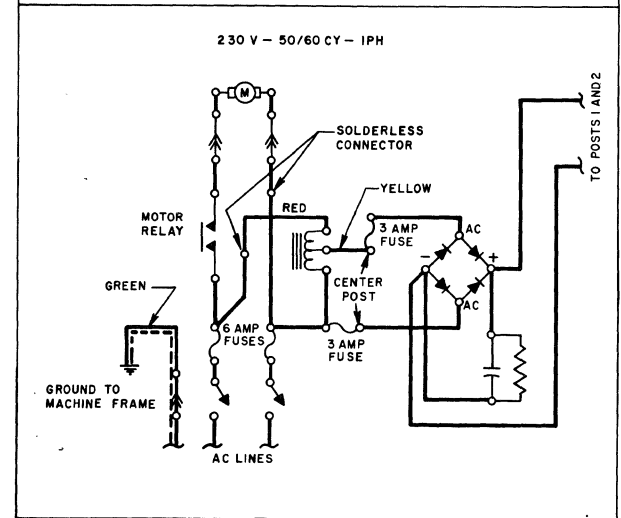 230 V – 50/60 CY – 1PH
M
SOLDERLESS
CONNECTOR
TO POSTS 1 AND 2
YELLOW
RED
MOTOR
RELAY
3 AMP
FUSE
AC
–
+
GREEN
CENTER
POST
AC
6 AMP
FUSES
3 AMP
FUSE
GROUND TO
MACHINE FRAME
AC LINES